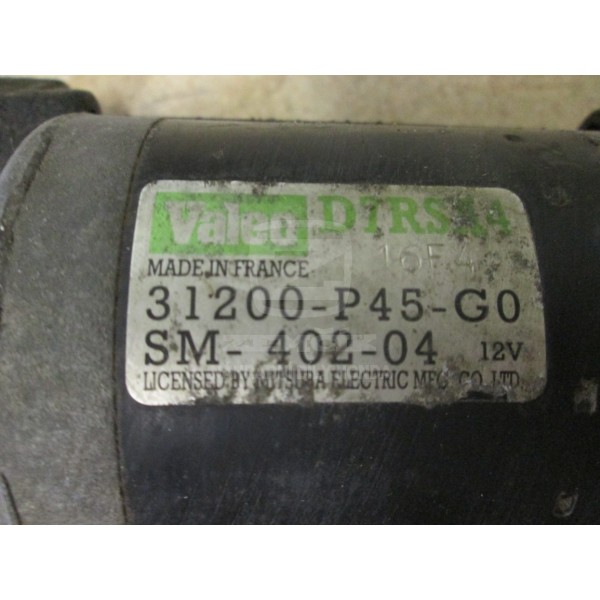 Valeo
MADE IN FRANCE
31200-P45-G0
SM-402-04 12V
LICENSED BY MITSUBA ELECTRIC MFG. CO. LTD.